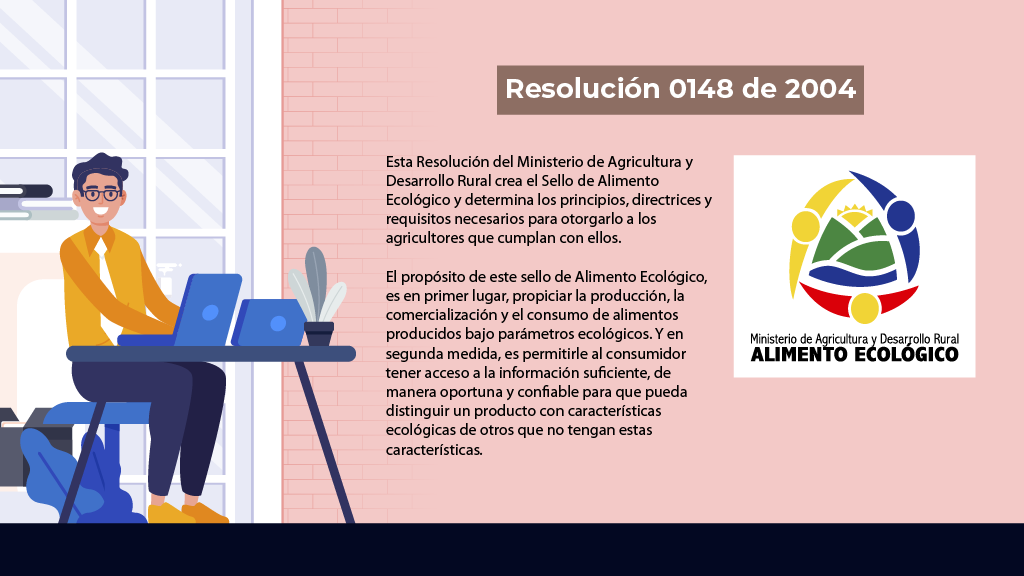 Resolución 0148 de 2004
Esta Resolución del Ministerio de Agricultura y
Desarrollo Rural crea el Sello de Alimento
Ecológico y determina los principios, directrices y
requisitos necesarios para otorgarlo a los
agricultores que cumplan con ellos.
El propósito de este sello de Alimento Ecológico,
es en primer lugar, propiciar la producción, la
comercialización y el consumo de alimentos
producidos bajo parámetros ecológicos. Y en
segunda medida, es permitirle al consumidor
tener acceso a la información suficiente, de
manera oportuna y confiable para que pueda
distinguir un producto con características
ecológicas de otros que no tengan estas
características.
Ministerio de Agricultura y Desarrollo Rural
ALIMENTO ECOLÓGICO